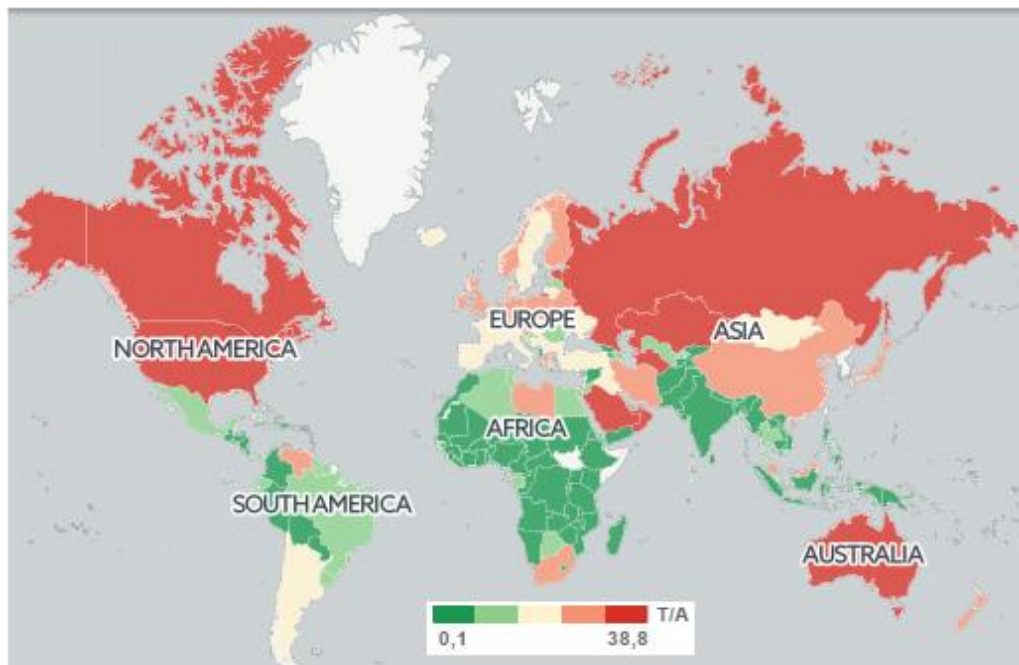 NORTH AMERICA
EUROPE
ASIA
AFRICA
SOUTH AMERICA
AUSTRALIA
T/A
0,1 38,8